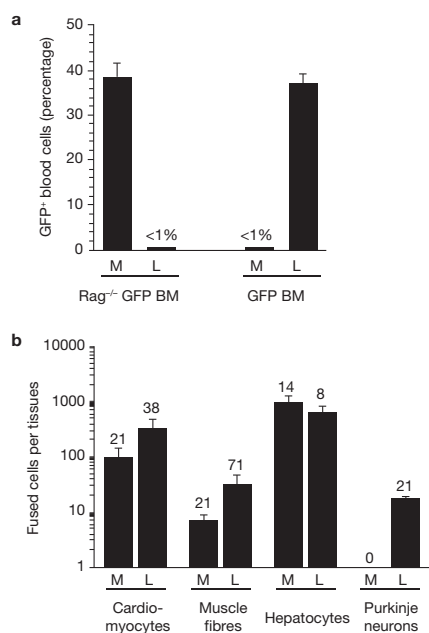 a
GFP⁺ blood cells (percentage)
50
40
30
20
10
0
<1%
<1%
M L M L
Rag⁻/⁻ GFP BM GFP BM
b
Fused cells per tissues
10000
1000
100
10
1
21 38 21 71 14 8 0 21
M L M L M L M L
Cardio- Muscle Hepatocytes Purkinje
myocytes fibres neurons